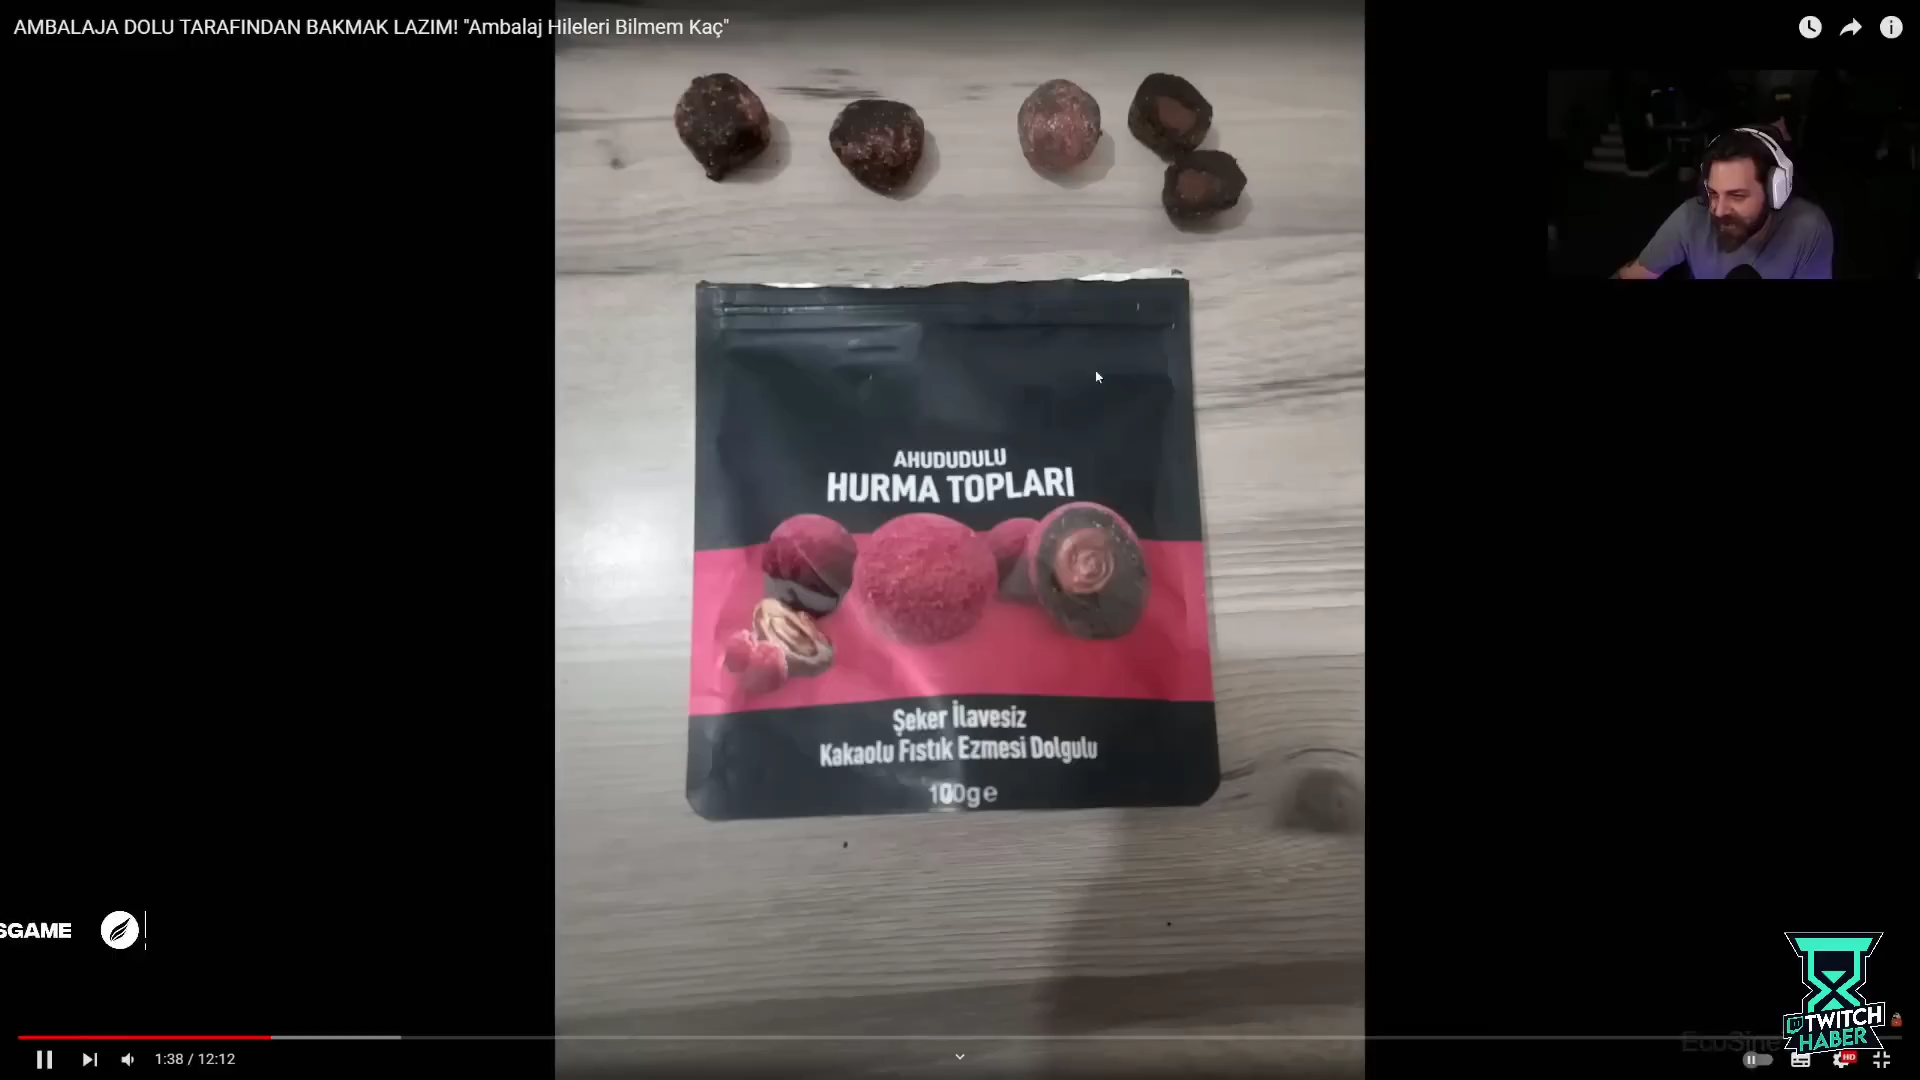 AMBALAJA DOLU TARAFINDAN BAKMAK LAZIM! "Ambalaj Hileleri Bilmem Kaç"
AHUDUDULU
HURMA TOPLARI
Şeker İlavesiz
Kakaolu Fıstık Ezmesi Dolgulu
100g e
SGAME
TWITCH
HABER
1:38 / 12:12
HD